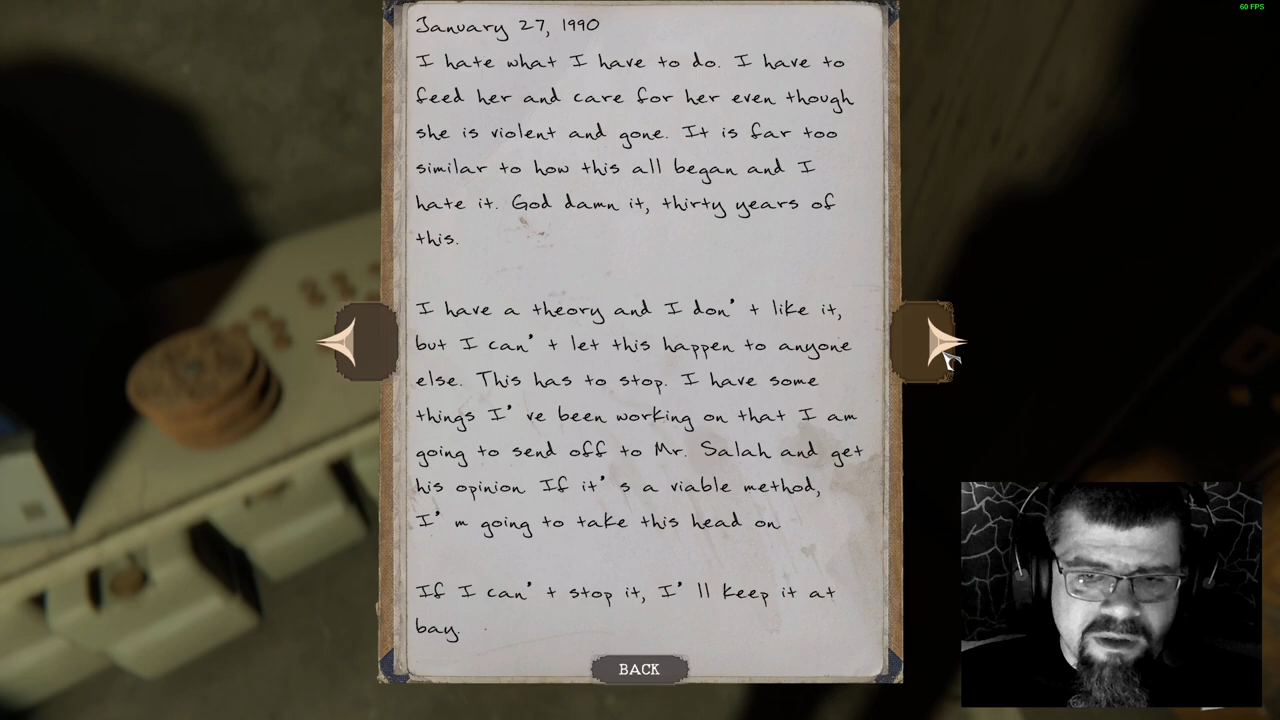 60 FPS
January 27, 1990
I hate what I have to do. I have to
feed her and care for her even though
she is violent and gone. It is far too
similar to how this all began and I
hate it. God damn it, thirty years of
this.
I have a theory and I don't like it,
but I can't let this happen to anyone
else. This has to stop. I have some
things I've been working on that I am
going to send off to Mr. Salah and get
his opinion If it's a viable method,
I'm going to take this head on
If I can't stop it, I'll keep it at
bay.
BACK